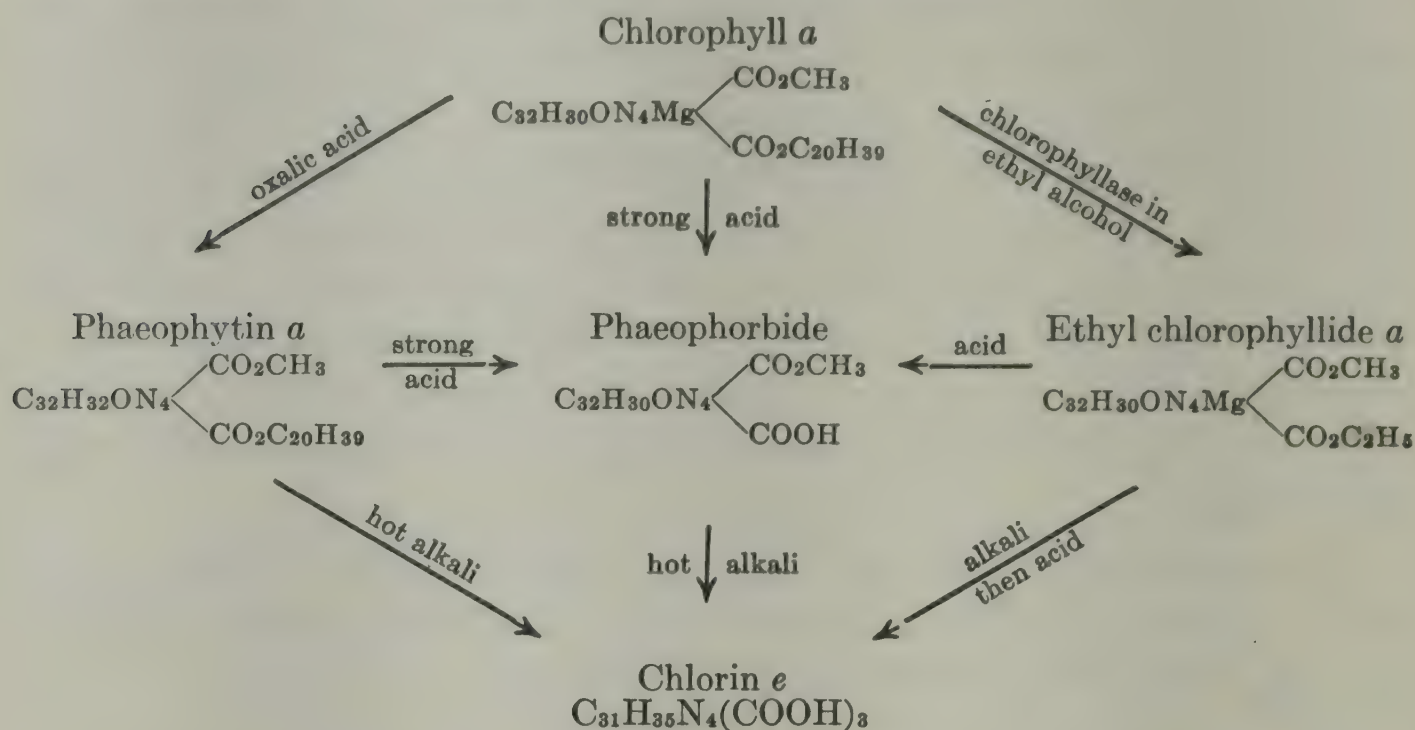 Chlorophyll a
CO₂CH₃
C₃₂H₃₀ON₄Mg
CO₂C₂₀H₃₉
oxalic acid
strong acid
chlorophyllase in
ethyl alcohol
Phaeophytin a
CO₂CH₃
C₃₂H₃₂ON₄
CO₂C₂₀H₃₉
strong
acid
Phaeophorbide
CO₂CH₃
C₃₂H₃₀ON₄
COOH
acid
Ethyl chlorophyllide a
CO₂CH₃
C₃₂H₃₀ON₄Mg
CO₂C₂H₅
hot alkali
hot alkali
alkali
then acid
Chlorin e
C₃₁H₃₅N₄(COOH)₃